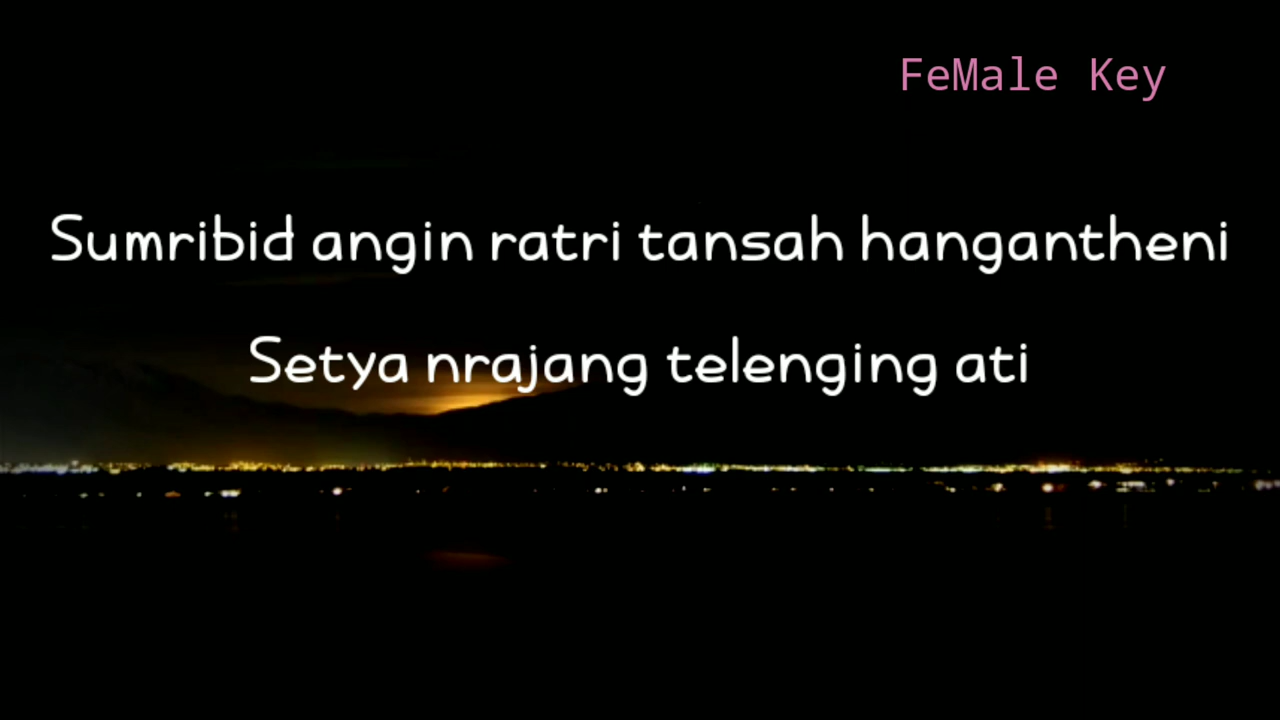 FeMale Key
Sumribid angin ratri tansah hangantheni
Setya nrajang telenging ati